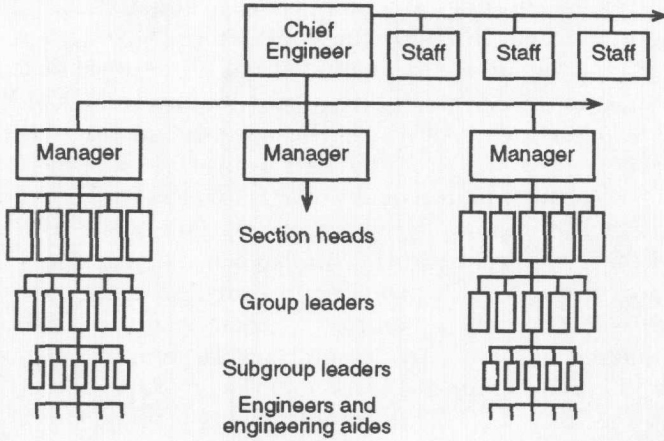 Chief
Engineer
Staff
Staff
Staff
Manager
Manager
Manager
Section heads
Group leaders
Subgroup leaders
Engineers and
engineering aides